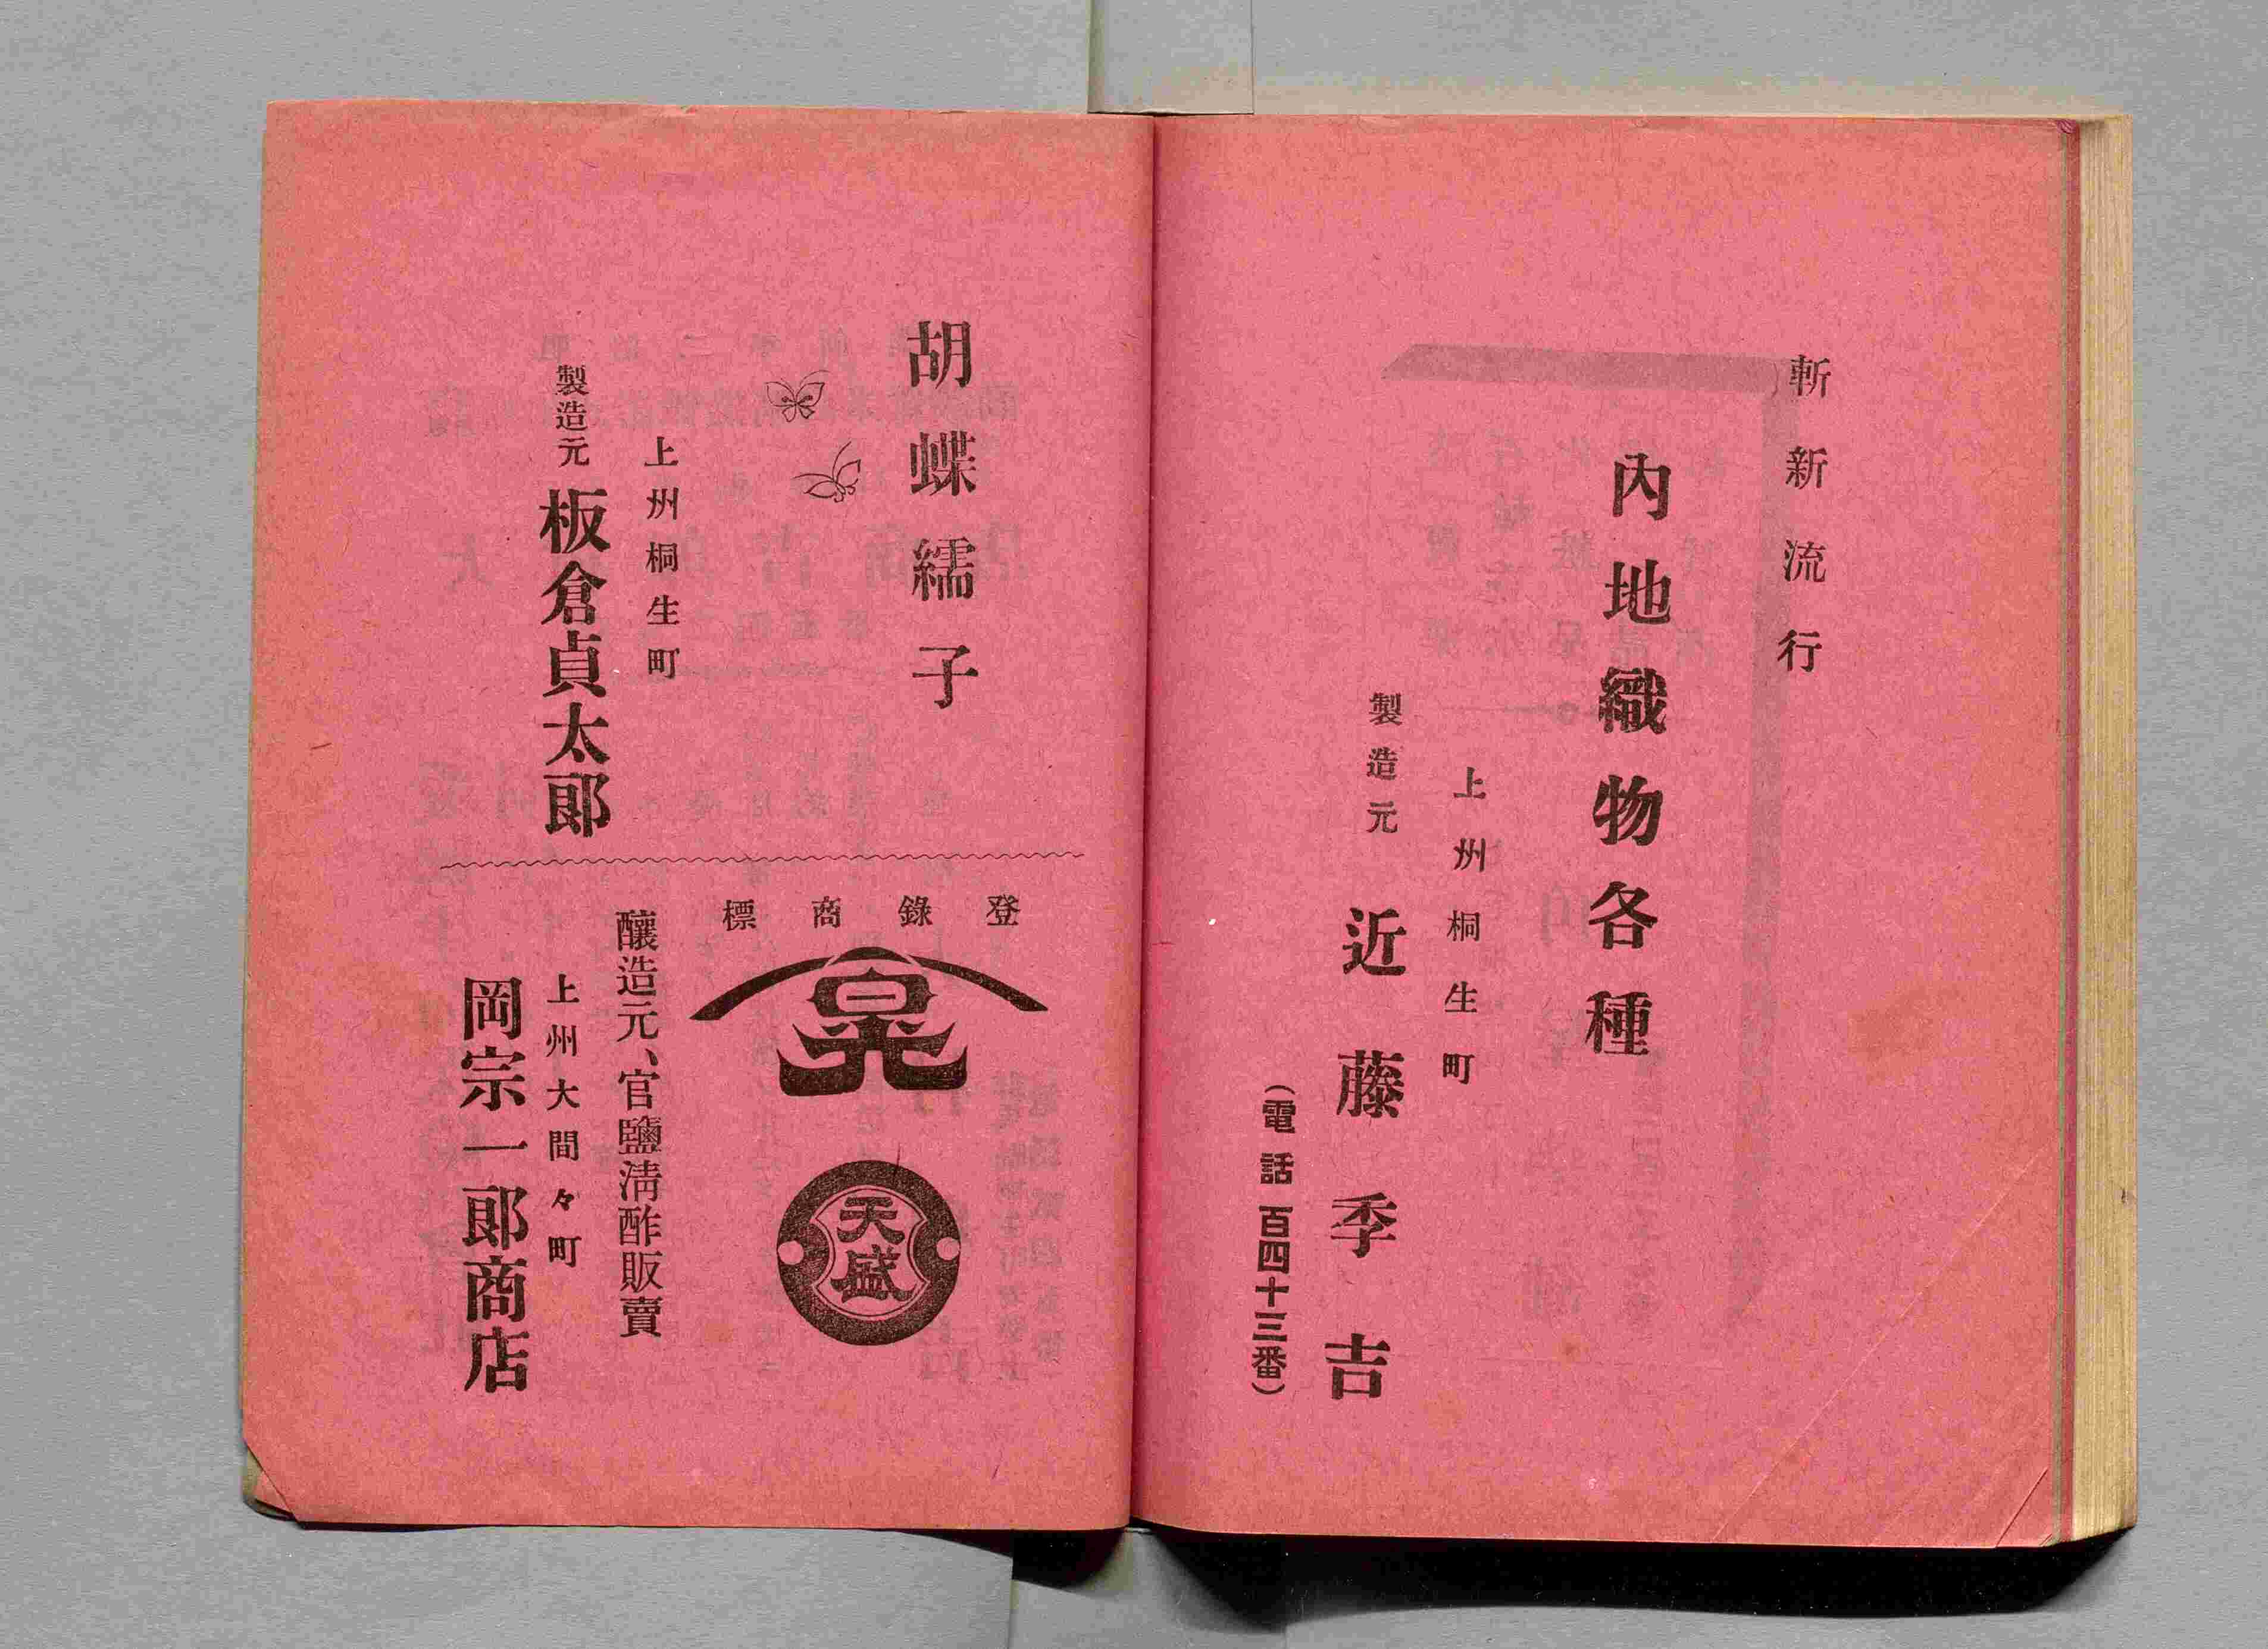 斬新流行
內地織物各種
上州桐生町
製造元 近藤季吉
(電話百四十三番)
胡蝶繻子
上州桐生町
製造元 板倉貞太郎
登錄商標
天盛
釀造元、官鹽淸酢販賣
上州大間々町
岡宗一郎商店